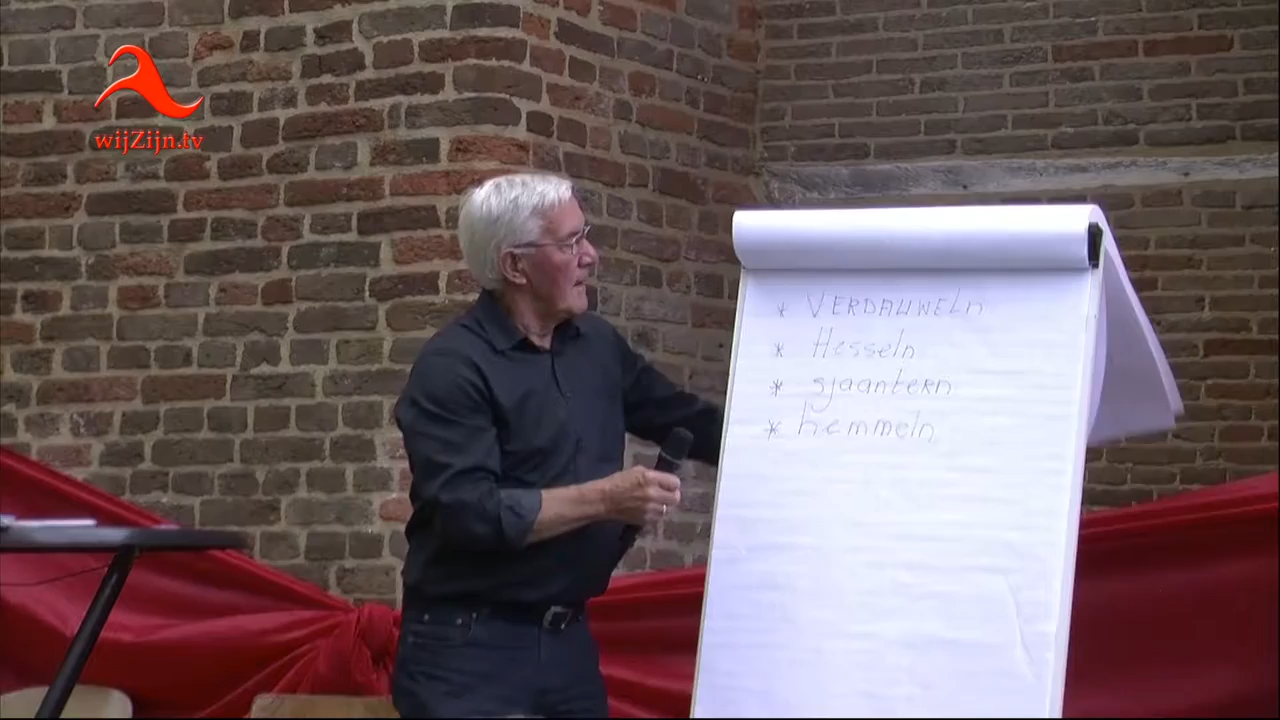 wijZijn.tv
* VERDAUWELn
* Hesseln
* sjaantern
* hemmeln